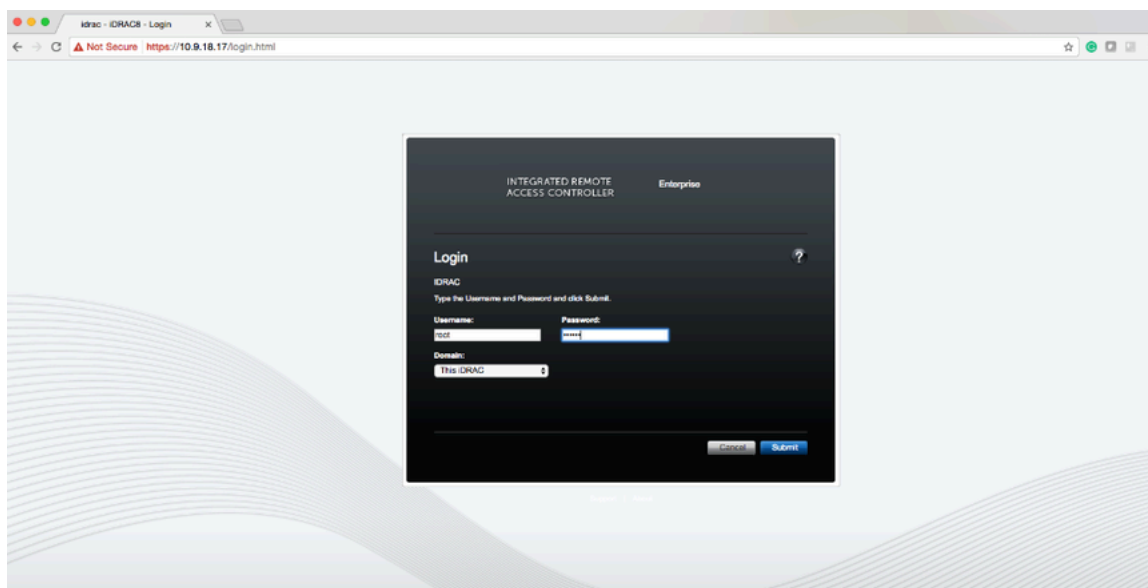 idrac - iDRAC8 - Login
Not Secure https://10.9.18.17/login.html
INTEGRATED REMOTE
ACCESS CONTROLLER
Enterprise
Login
?
iDRAC
Type the Username and Password and click Submit.
Username: Password:
root ••••••
Domain:
This iDRAC
Cancel Submit